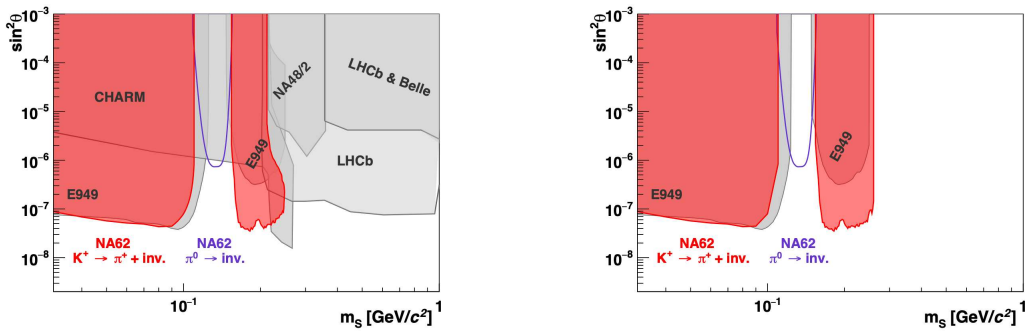 sin²θ
10⁻³
10⁻⁴
10⁻⁵
10⁻⁶
10⁻⁷
10⁻⁸
CHARM
E949
E949
NA48/2
LHCb & Belle
LHCb
NA62
K⁺ → π⁺ + inv.
NA62
π⁰ → inv.
10⁻¹
1
m_S [GeV/c²]
sin²θ
10⁻³
10⁻⁴
10⁻⁵
10⁻⁶
10⁻⁷
10⁻⁸
E949
E949
NA62
K⁺ → π⁺ + inv.
NA62
π⁰ → inv.
10⁻¹
1
m_S [GeV/c²]